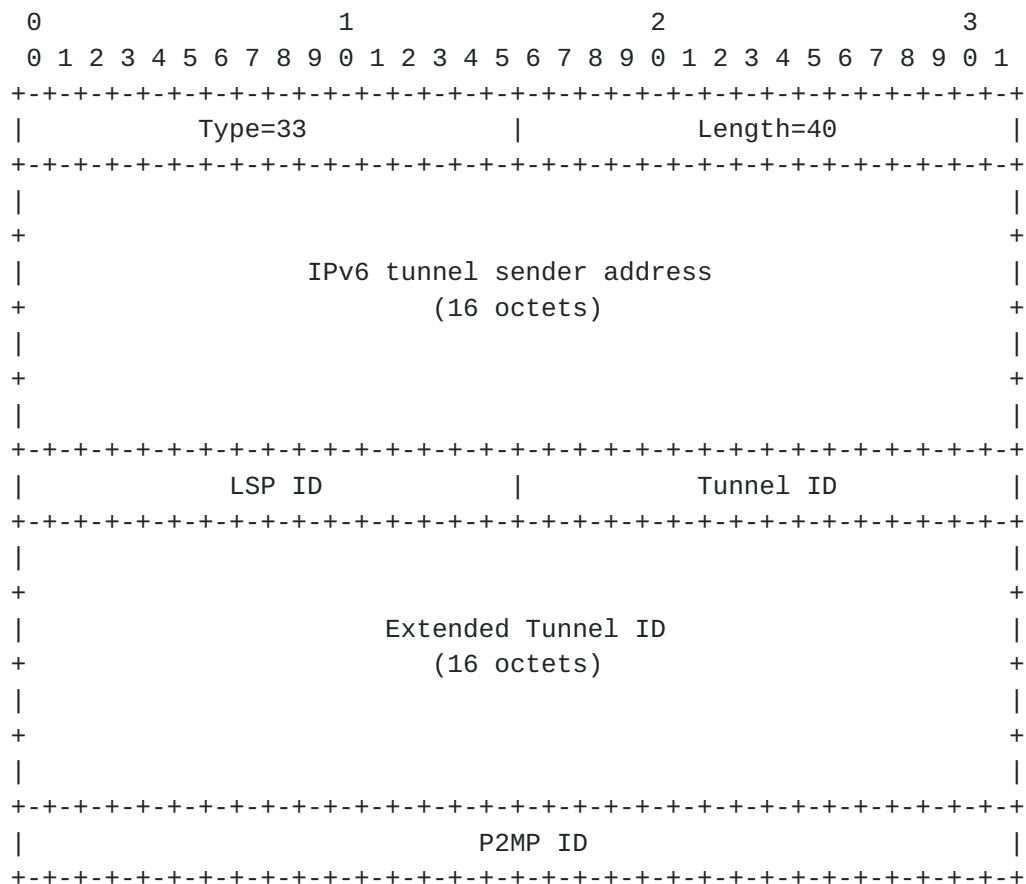 0                   1                   2                   3
0 1 2 3 4 5 6 7 8 9 0 1 2 3 4 5 6 7 8 9 0 1 2 3 4 5 6 7 8 9 0 1
+-+-+-+-+-+-+-+-+-+-+-+-+-+-+-+-+-+-+-+-+-+-+-+-+-+-+-+-+-+-+-+-+
|           Type=33             |           Length=40           |
+-+-+-+-+-+-+-+-+-+-+-+-+-+-+-+-+-+-+-+-+-+-+-+-+-+-+-+-+-+-+-+-+
|                                                               |
+                                                               +
|                  IPv6 tunnel sender address                   |
+                          (16 octets)                          +
|                                                               |
+                                                               +
|                                                               |
+-+-+-+-+-+-+-+-+-+-+-+-+-+-+-+-+-+-+-+-+-+-+-+-+-+-+-+-+-+-+-+-+
|             LSP ID            |           Tunnel ID           |
+-+-+-+-+-+-+-+-+-+-+-+-+-+-+-+-+-+-+-+-+-+-+-+-+-+-+-+-+-+-+-+-+
|                                                               |
+                                                               +
|                       Extended Tunnel ID                      |
+                          (16 octets)                          +
|                                                               |
+                                                               +
|                                                               |
+-+-+-+-+-+-+-+-+-+-+-+-+-+-+-+-+-+-+-+-+-+-+-+-+-+-+-+-+-+-+-+-+
|                             P2MP ID                           |
+-+-+-+-+-+-+-+-+-+-+-+-+-+-+-+-+-+-+-+-+-+-+-+-+-+-+-+-+-+-+-+-+